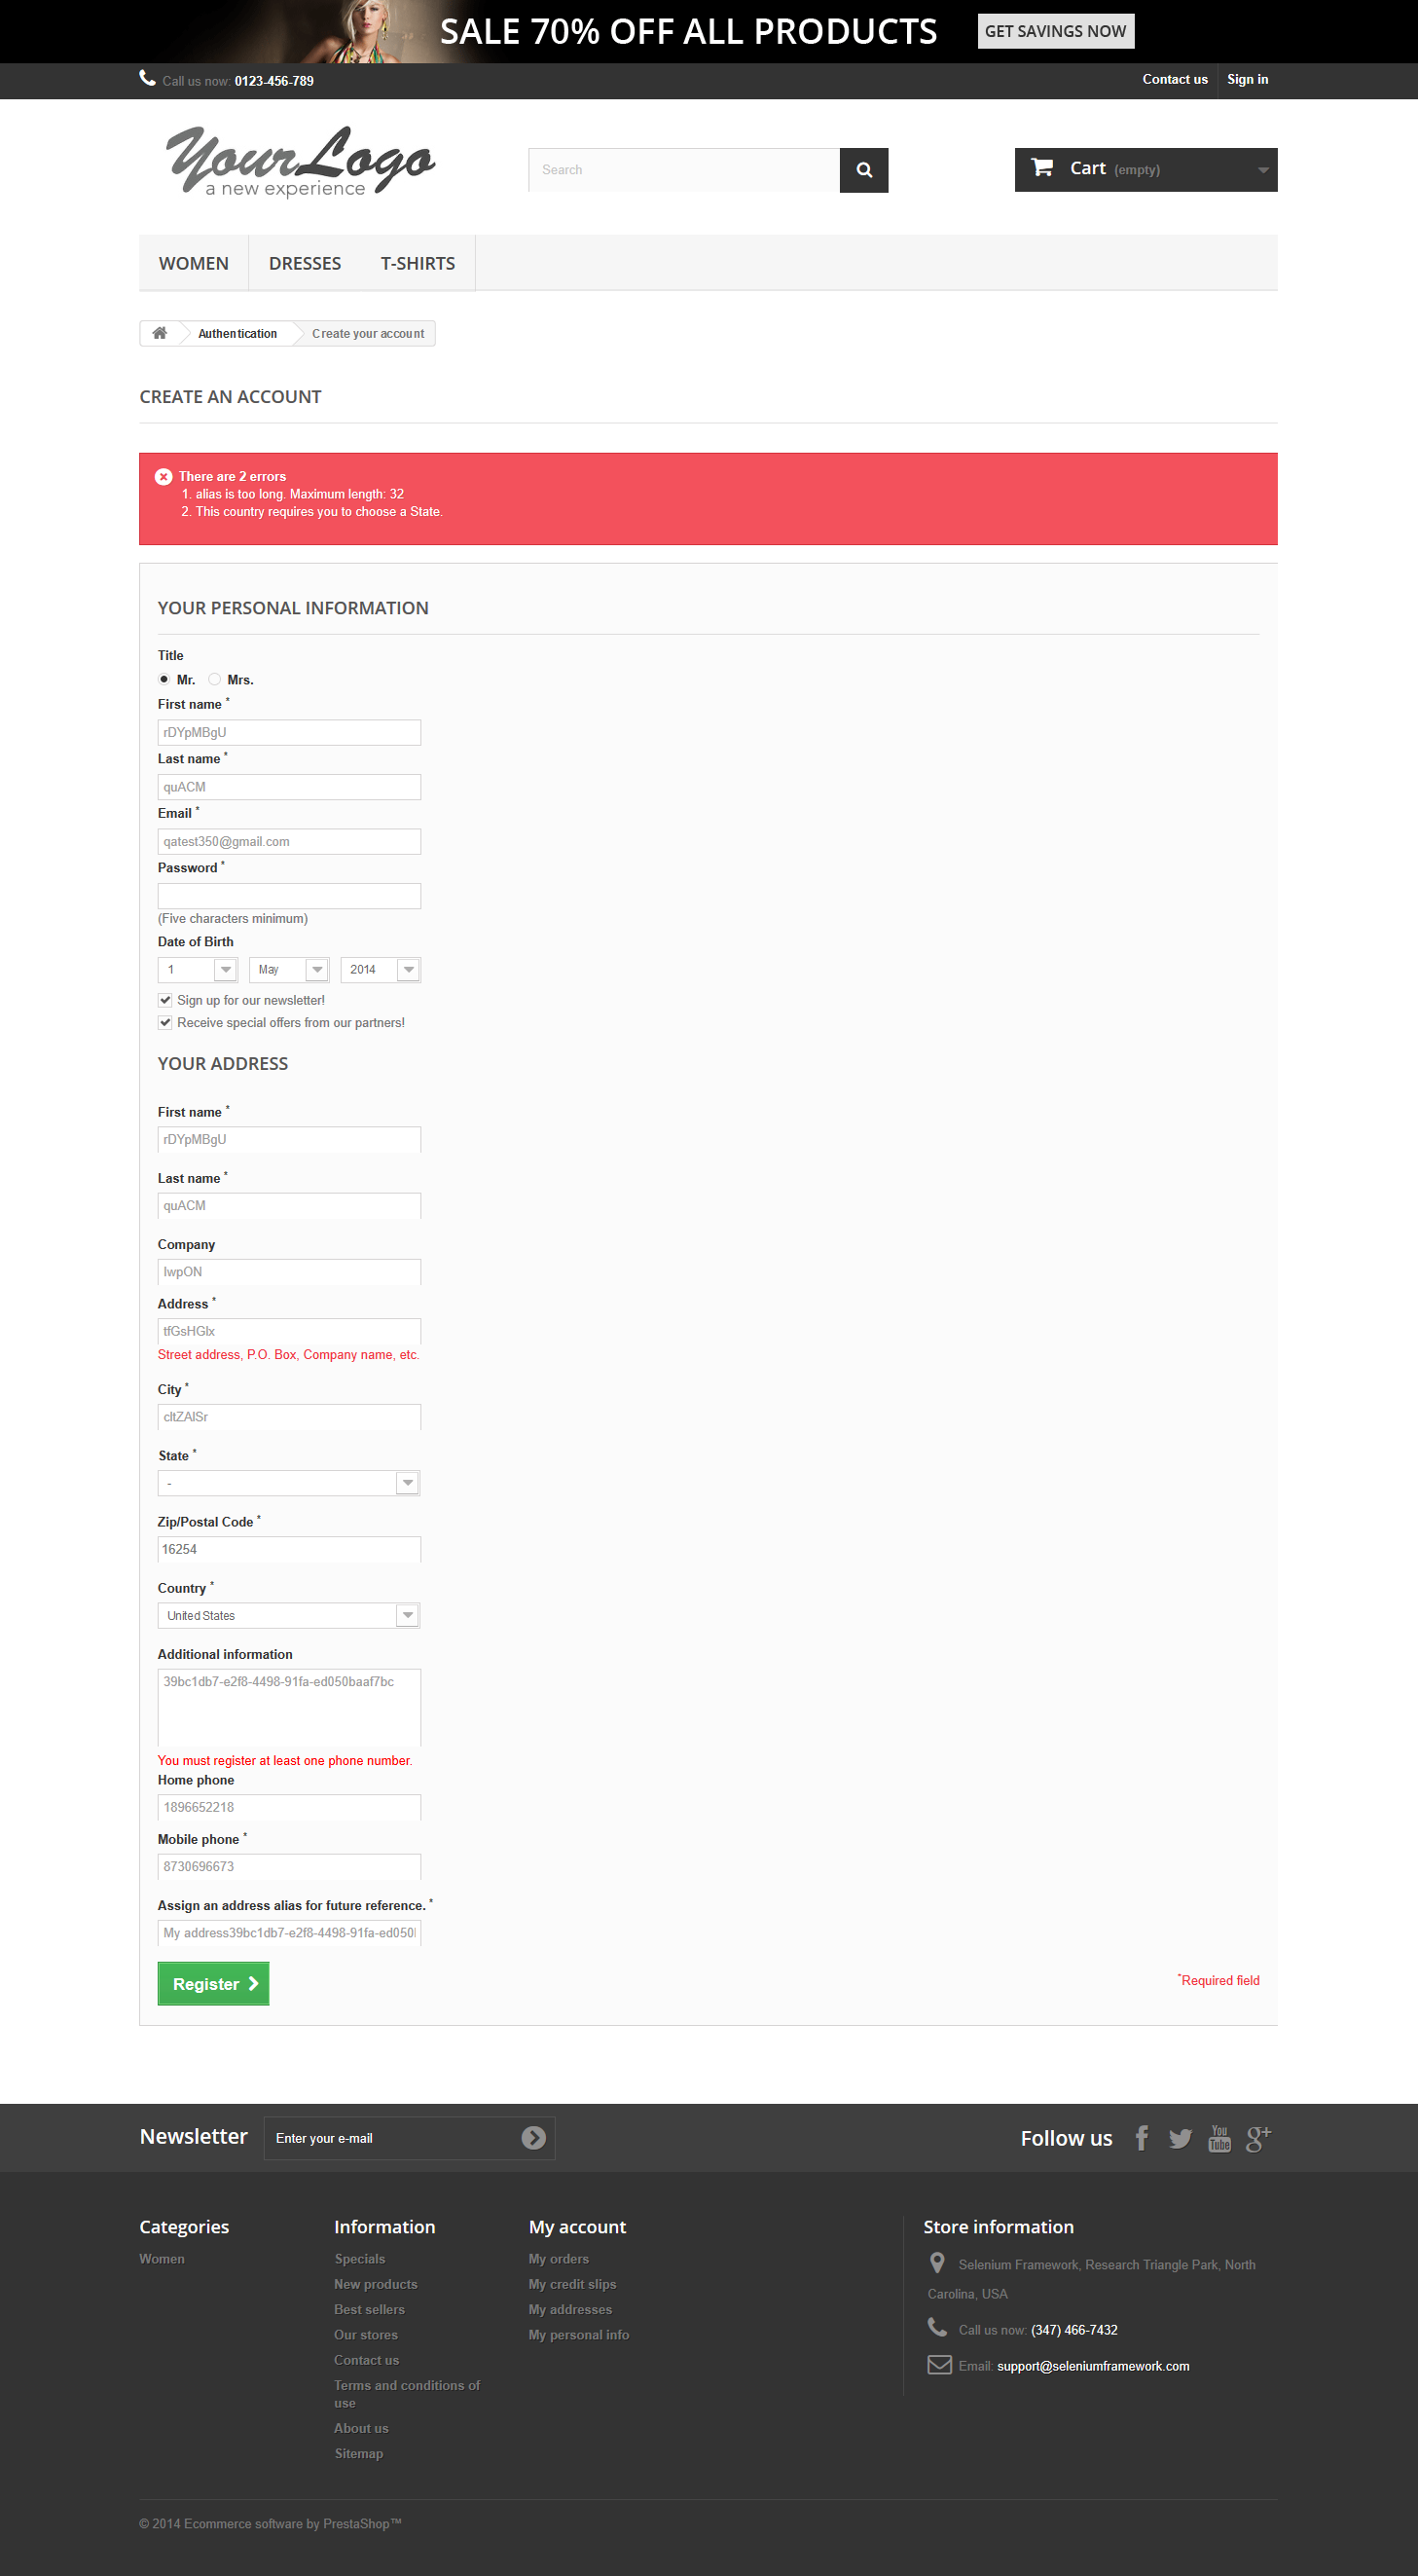 SALE 70% OFF ALL PRODUCTS GET SAVINGS NOW
Call us now: 0123-456-789
Contact us Sign in
YourLogo
a new experience
Search
Cart (empty)
WOMEN DRESSES T-SHIRTS
Authentication Create your account
CREATE AN ACCOUNT
There are 2 errors
1. alias is too long. Maximum length: 32
2. This country requires you to choose a State.
YOUR PERSONAL INFORMATION
Title
Mr. Mrs.
First name *
rDYpMBgU
Last name *
quACM
Email *
qatest350@gmail.com
Password *
(Five characters minimum)
Date of Birth
1 May 2014
Sign up for our newsletter!
Receive special offers from our partners!
YOUR ADDRESS
First name *
rDYpMBgU
Last name *
quACM
Company
Address *
Street address, P.O. Box, Company name, etc.
City *
State *
-
Zip/Postal Code *
16254
Country *
United States
Additional information
39bc1db7-e2f8-4498-91fa-ed050baaf7bc
You must register at least one phone number.
Home phone
1896652218
Mobile phone *
8730696673
Assign an address alias for future reference. *
My address39bc1db7-e2f8-4498-91fa-ed050
Register
*Required field
Newsletter
Enter your e-mail
Follow us
You Tube
Categories
Women
Information
Specials
New products
Best sellers
Our stores
Contact us
Terms and conditions of
use
About us
Sitemap
My account
My orders
My credit slips
My addresses
My personal info
Store information
Selenium Framework, Research Triangle Park, North
Carolina, USA
Call us now: (347) 466-7432
Email: support@seleniumframework.com
© 2014 Ecommerce software by PrestaShop™